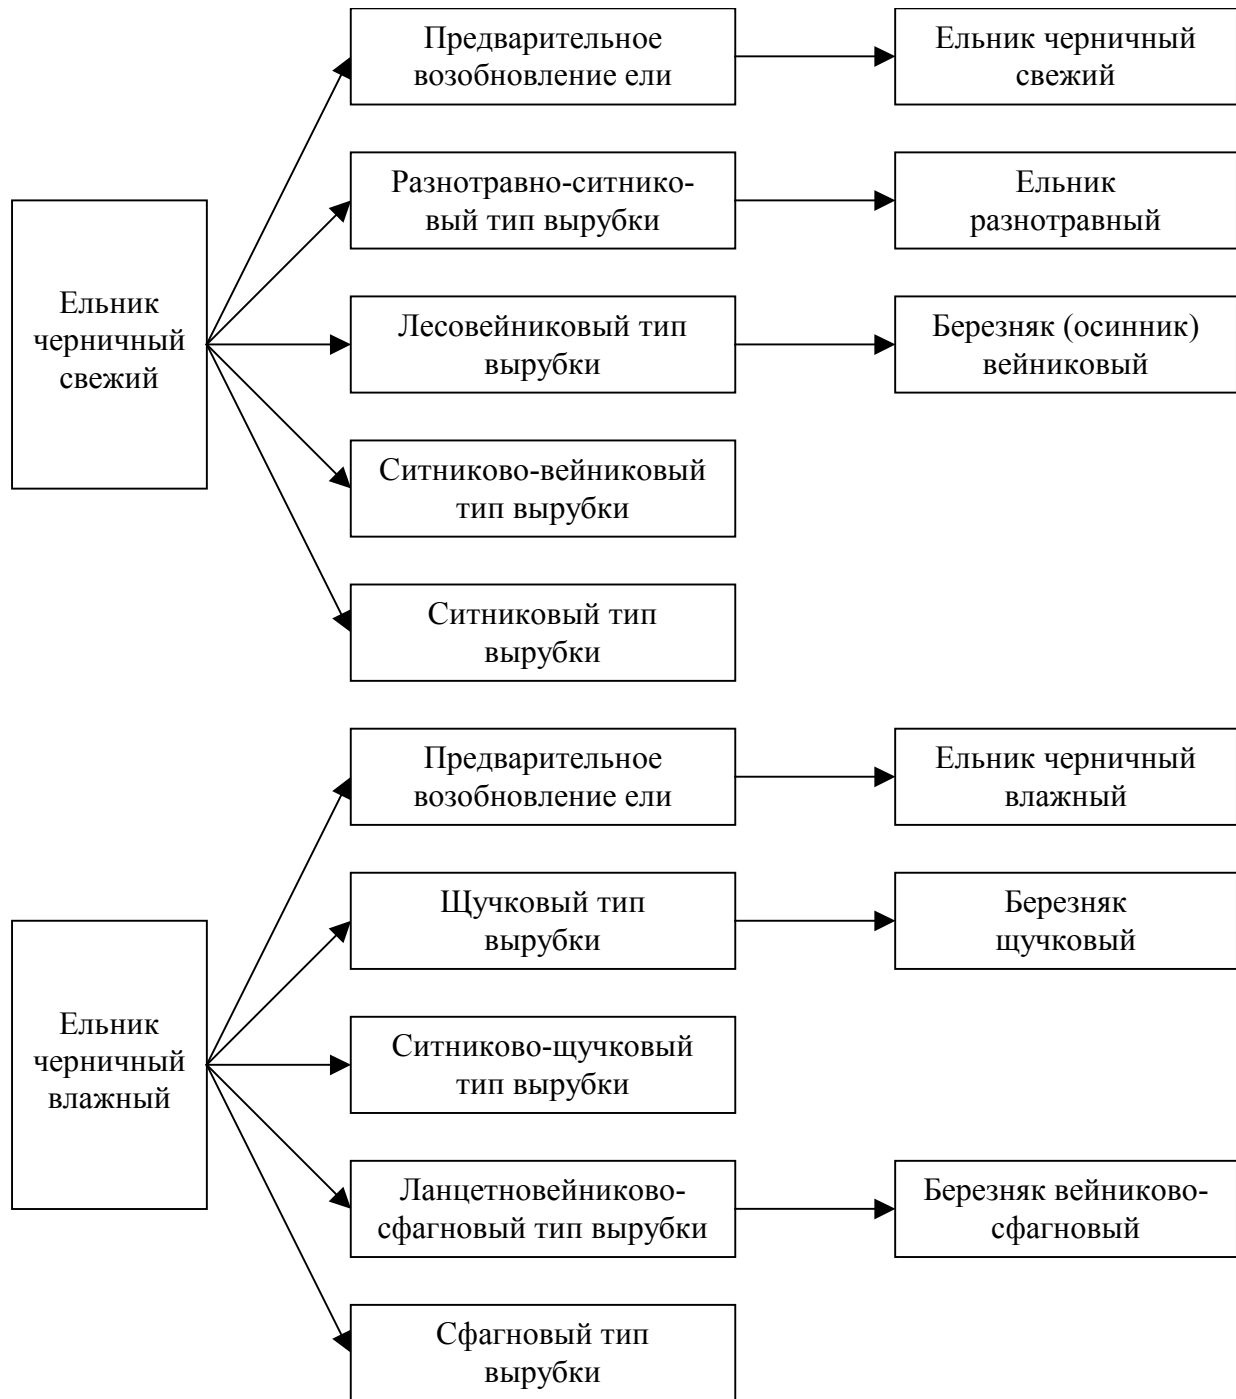 Предварительное
возобновление ели
Ельник черничный
свежий
Разнотравно-ситнико-
вый тип вырубки
Ельник
разнотравный
Ельник
черничный
свежий
Лесовейниковый тип
вырубки
Березняк (осинник)
вейниковый
Ситниково-вейниковый
тип вырубки
Ситниковый тип
вырубки
Предварительное
возобновление ели
Ельник черничный
влажный
Щучковый тип
вырубки
Березняк
щучковый
Ельник
черничный
влажный
Ситниково-щучковый
тип вырубки
Ланцетновейниково-
сфагновый тип вырубки
Березняк вейниково-
сфагновый
Сфагновый тип
вырубки